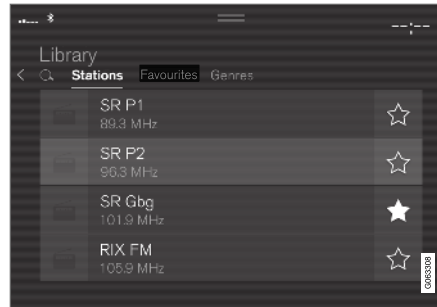 --:--
Library
Stations Favourites Genres
SR P1
89.3 MHz
SR P2
96.3 MHz
SR Gbg
101.9 MHz
RIX FM
105.9 MHz
G063308